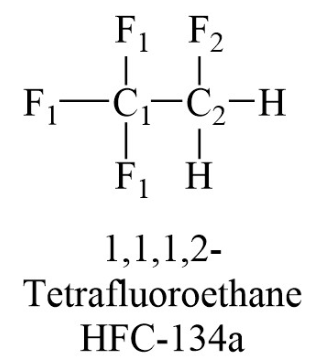 F₁ F₂
F₁—C₁—C₂—H
F₁ H
1,1,1,2-
Tetrafluoroethane
HFC-134a